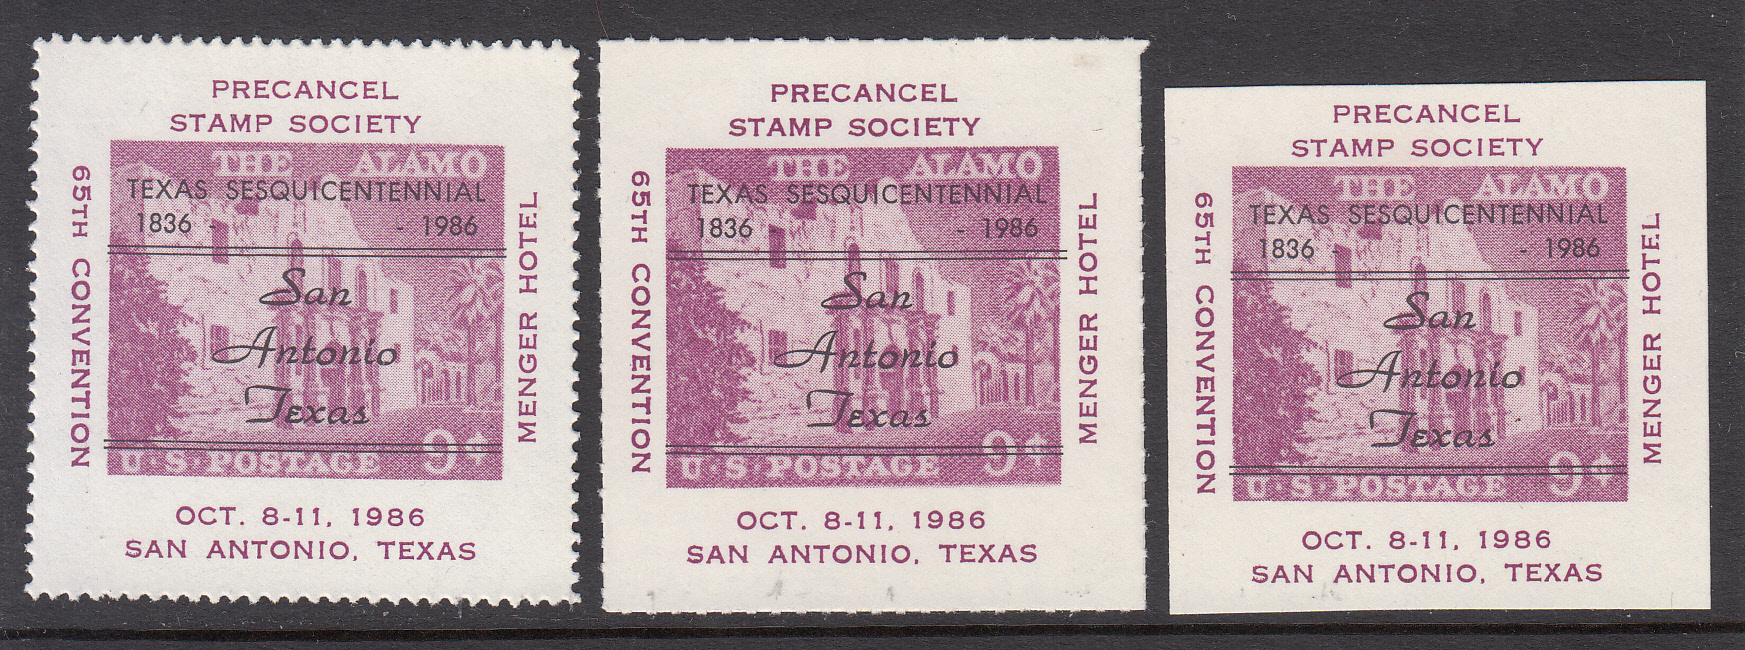 PRECANCEL
STAMP SOCIETY
65TH CONVENTION
THE ALAMO
TEXAS SESQUICENTENNIAL
1836 - - 1986
San
Antonio
Texas
9¢
U·S·POSTAGE
MENGER HOTEL
OCT. 8-11, 1986
SAN ANTONIO, TEXAS
PRECANCEL
STAMP SOCIETY
65TH CONVENTION
THE ALAMO
TEXAS SESQUICENTENNIAL
1836 - 1986
San
Antonio
Texas
9¢
U·S·POSTAGE
MENGER HOTEL
OCT. 8-11, 1986
SAN ANTONIO, TEXAS
PRECANCEL
STAMP SOCIETY
65TH CONVENTION
THE ALAMO
TEXAS SESQUICENTENNIAL
1836 - - 1986
San
Antonio
Texas
9¢
U·S·POSTAGE
MENGER HOTEL
OCT. 8-11, 1986
SAN ANTONIO, TEXAS